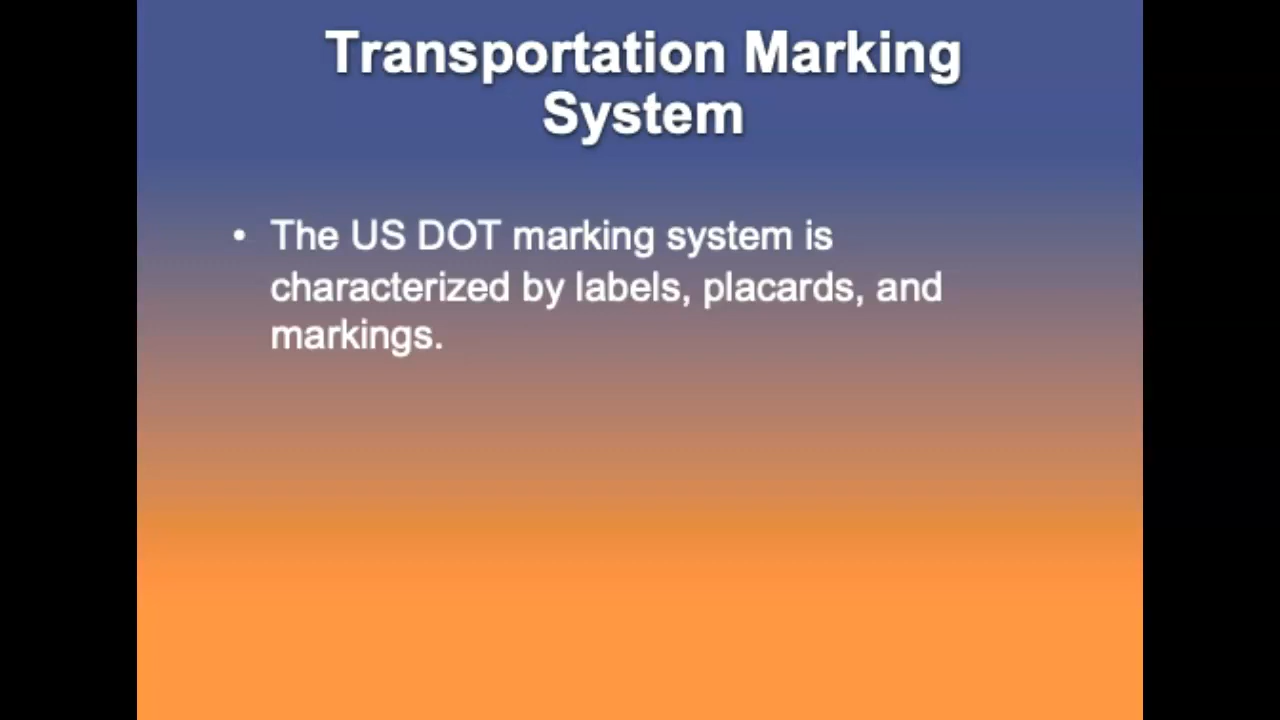 Transportation Marking
System
• The US DOT marking system is
characterized by labels, placards, and
markings.